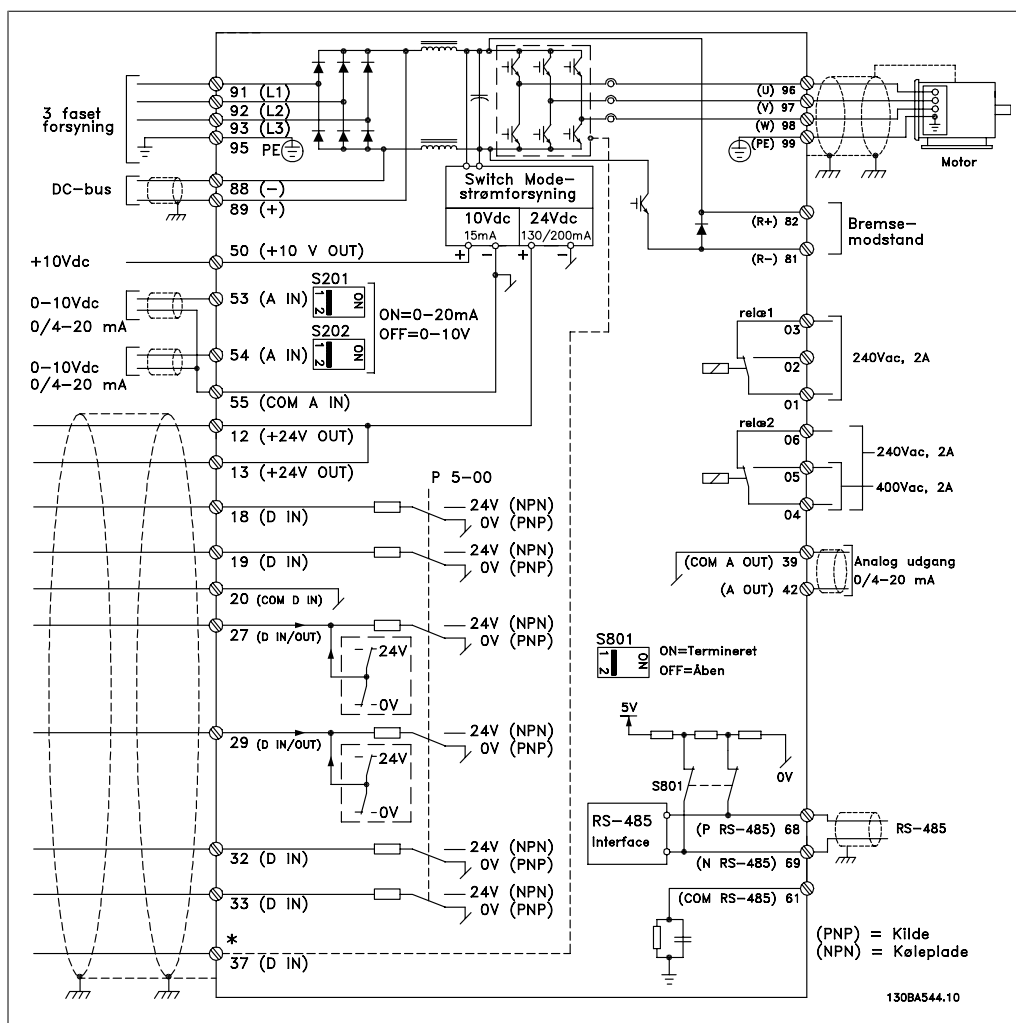 3 faset
forsyning
91 (L1)
92 (L2)
93 (L3)
95 PE
DC-bus
88 (−)
89 (+)
+10Vdc
50 (+10 V OUT)
0−10Vdc
0/4−20 mA
53 (A IN)
S201
1 2
ON
ON=0−20mA
OFF=0−10V
S202
1 2
ON
0−10Vdc
0/4−20 mA
54 (A IN)
55 (COM A IN)
12 (+24V OUT)
13 (+24V OUT)
P 5-00
18 (D IN)
24V (NPN)
0V (PNP)
19 (D IN)
24V (NPN)
0V (PNP)
20 (COM D IN)
27 (D IN/OUT)
24V (NPN)
0V (PNP)
24V
0V
29 (D IN/OUT)
24V (NPN)
0V (PNP)
24V
0V
32 (D IN)
24V (NPN)
0V (PNP)
33 (D IN)
24V (NPN)
0V (PNP)
*
37 (D IN)
Switch Mode-
strømforsyning
10Vdc
15mA
24Vdc
130/200mA
+ − + −
(U) 96
(V) 97
(W) 98
(PE) 99
Motor
(R+) 82
(R−) 81
Bremse-
modstand
relæ1
03
02
01
240Vac, 2A
relæ2
06
05
04
240Vac, 2A
400Vac, 2A
(COM A OUT) 39
(A OUT) 42
Analog udgang
0/4−20 mA
S801
1 2
ON
ON=Termineret
OFF=Åben
5V
0V
S801
RS-485
Interface
(P RS-485) 68
(N RS-485) 69
(COM RS-485) 61
RS-485
(PNP) = Kilde
(NPN) = Køleplade
130BA544.10